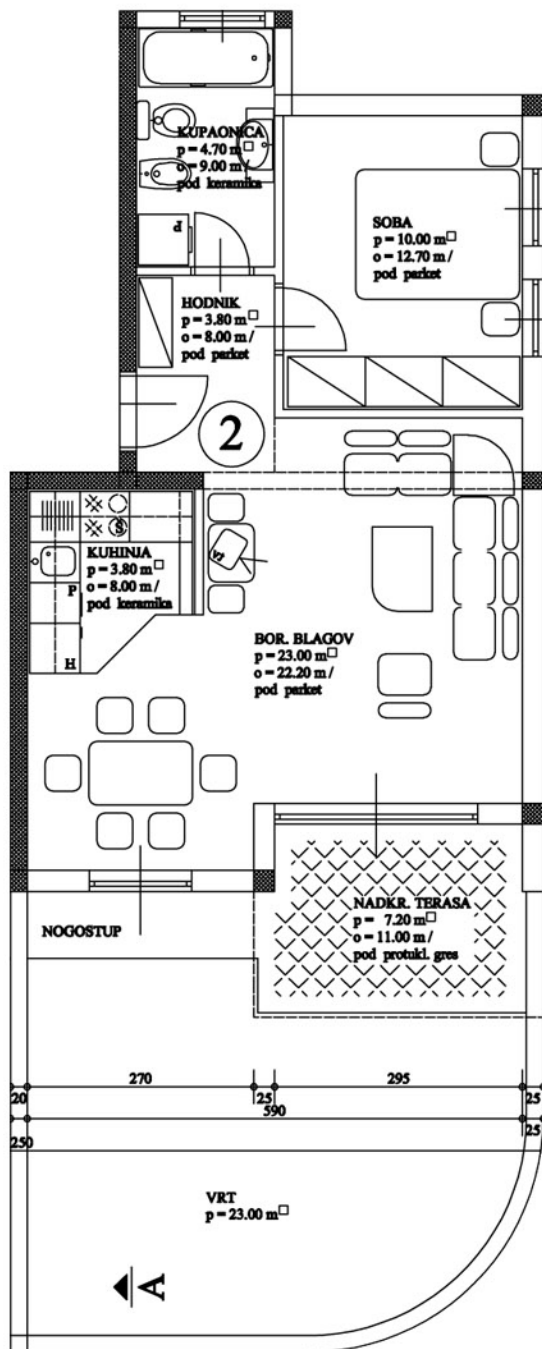 KUPAONICA
p = 4.70 m□
o = 9.00 m /
pod keramika
d
SOBA
p = 10.00 m□
o = 12.70 m /
pod parket
HODNIK
p = 3.80 m□
o = 8.00 m /
pod parket
2
Š
KUHINJA
p = 3.80 m□
o = 8.00 m /
pod keramika
P
H
TV
BOR. BLAGOV
p = 23.00 m□
o = 22.20 m /
pod parket
NOGOSTUP
NADKR. TERASA
p = 7.20 m□
o = 11.00 m /
pod protukl. gres
20 270 25 295 25
590
250 25
VRT
p = 23.00 m□
A